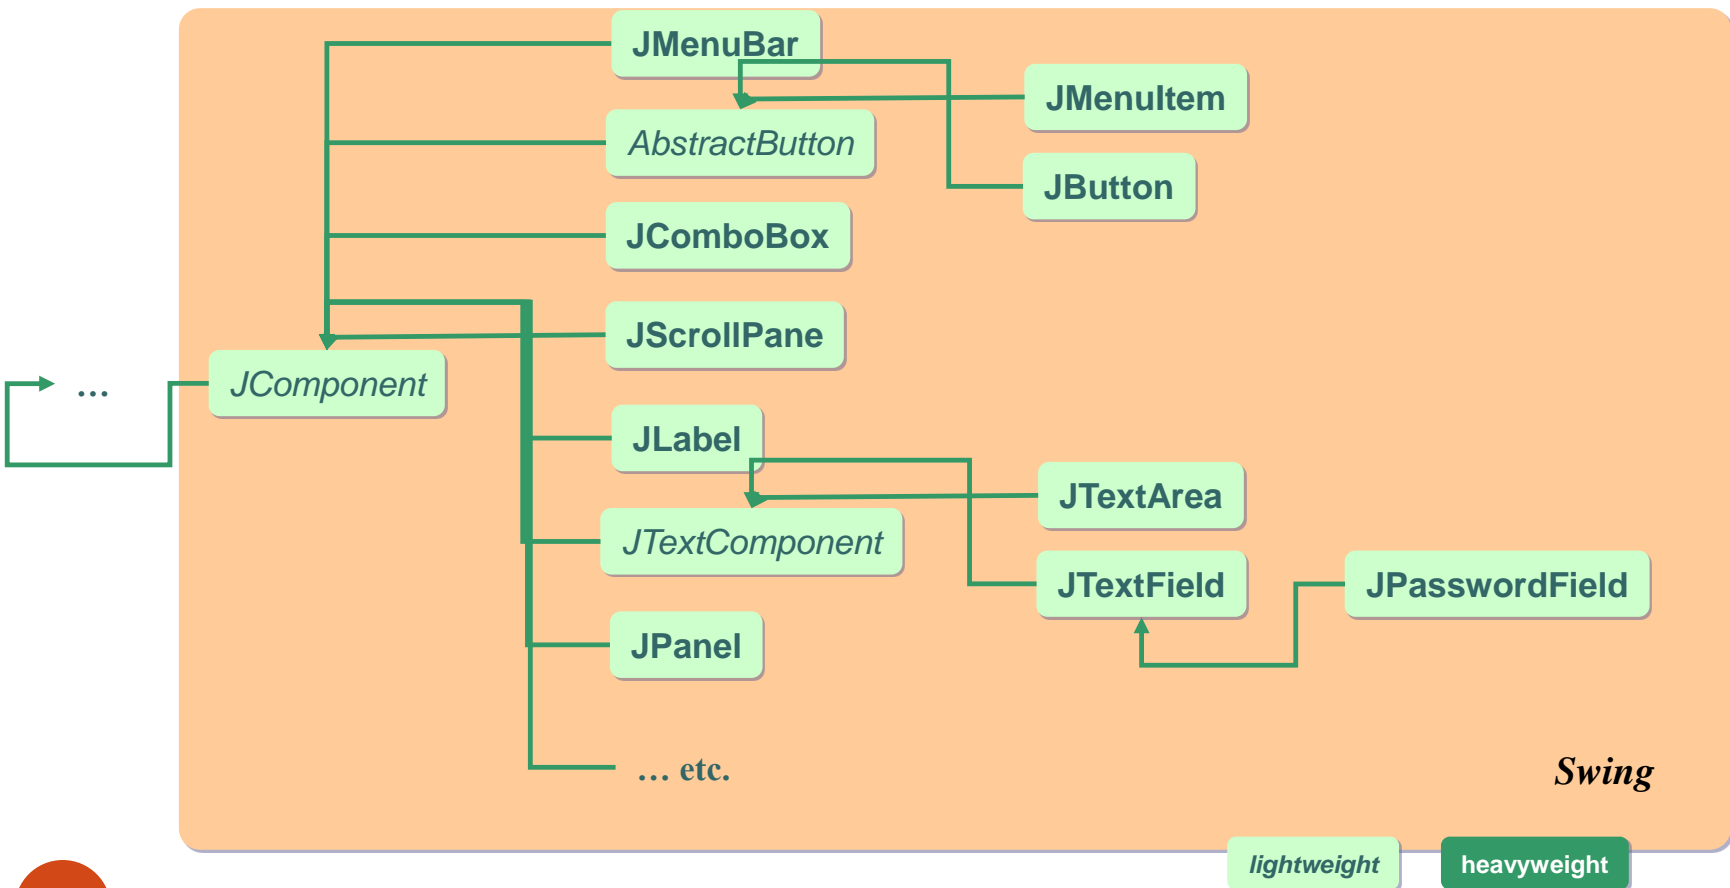 JMenuBar
JMenuItem
AbstractButton
JButton
JComboBox
JScrollPane
...
JComponent
JLabel
JTextArea
JTextComponent
JTextField
JPasswordField
JPanel
... etc.
Swing
lightweight
heavyweight